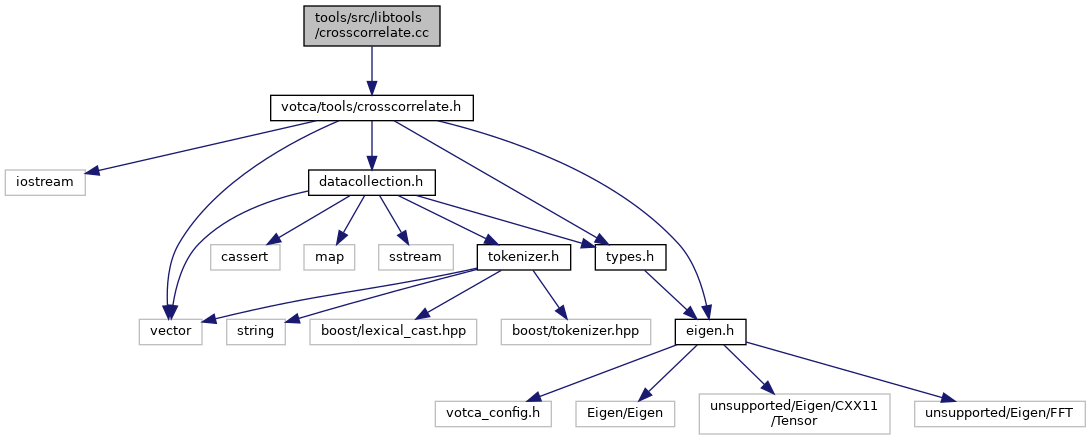 tools/src/libtools
/crosscorrelate.cc
votca/tools/crosscorrelate.h
iostream
datacollection.h
cassert
map
sstream
tokenizer.h
types.h
vector
string
boost/lexical_cast.hpp
boost/tokenizer.hpp
eigen.h
votca_config.h
Eigen/Eigen
unsupported/Eigen/CXX11
/Tensor
unsupported/Eigen/FFT